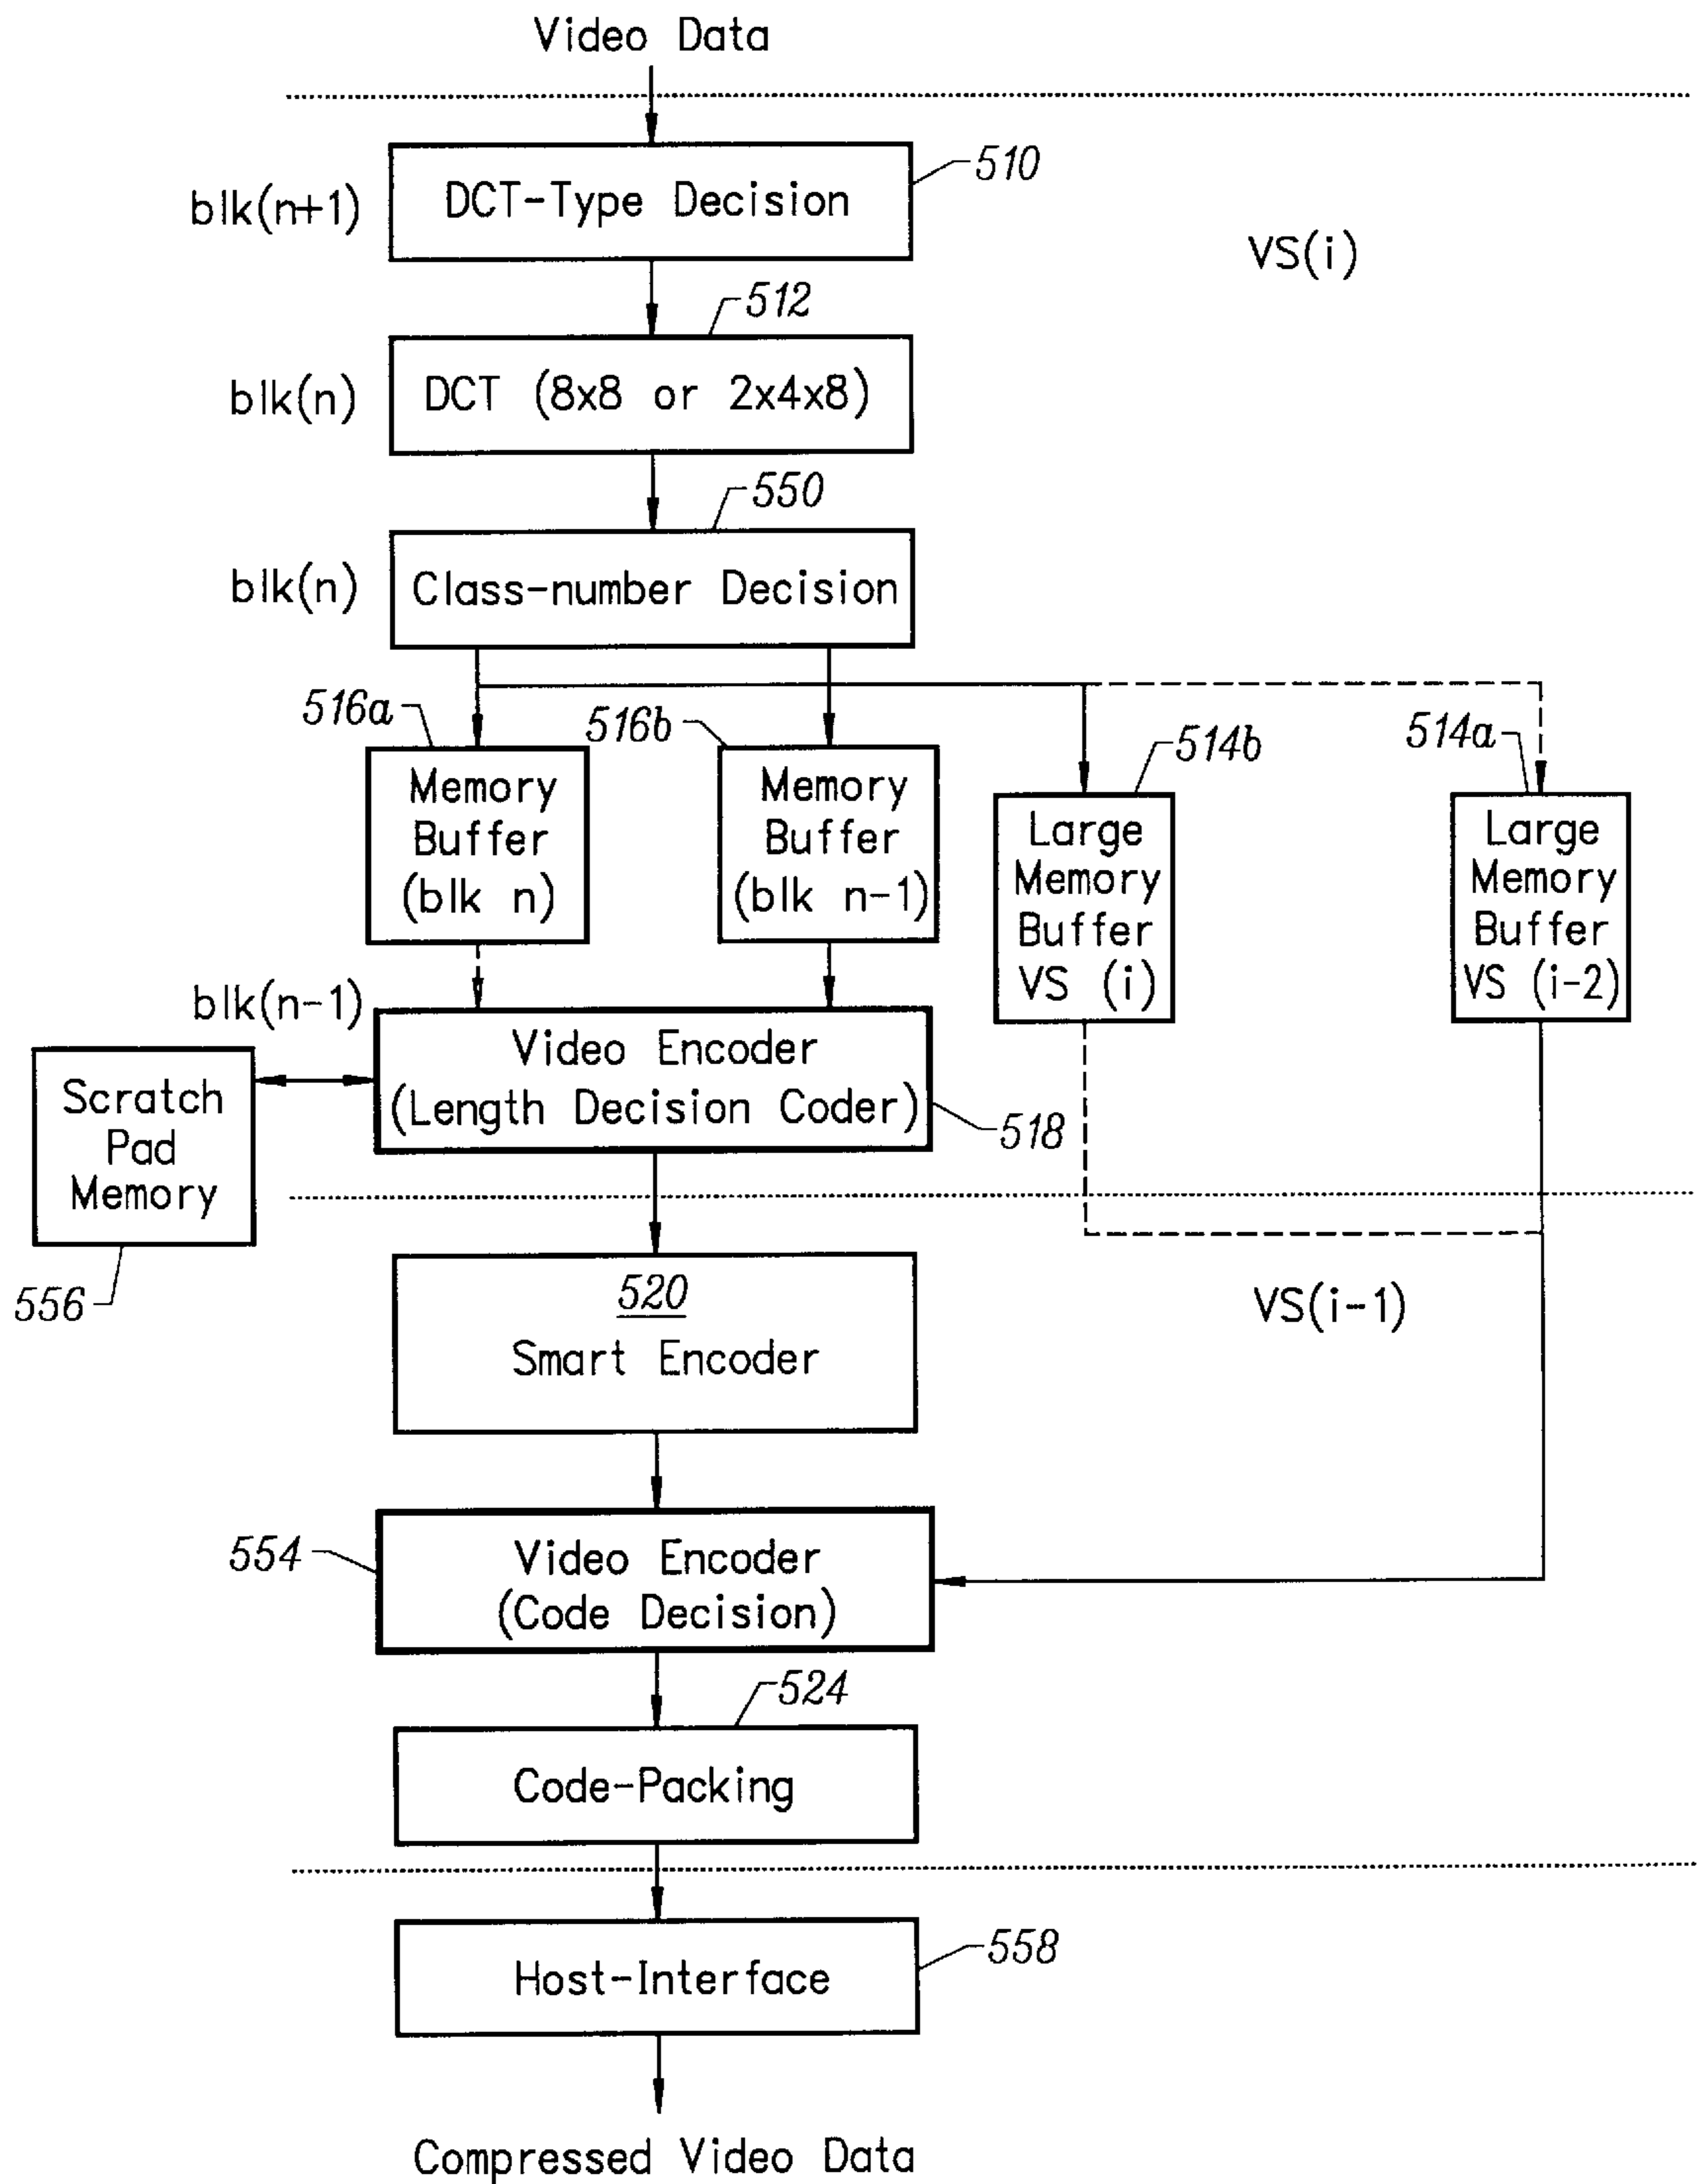 Video Data
510
blk(n+1)
DCT-Type Decision
VS(i)
512
blk(n)
DCT (8x8 or 2x4x8)
550
blk(n)
Class-number Decision
516a
516b
514b
514a
Memory
Buffer
(blk n)
Memory
Buffer
(blk n-1)
Large
Memory
Buffer
VS (i)
Large
Memory
Buffer
VS (i-2)
blk(n-1)
Video Encoder
(Length Decision Coder)
518
Scratch
Pad
Memory
556
520
Smart Encoder
VS(i-1)
554
Video Encoder
(Code Decision)
524
Code-Packing
558
Host-Interface
Compressed Video Data